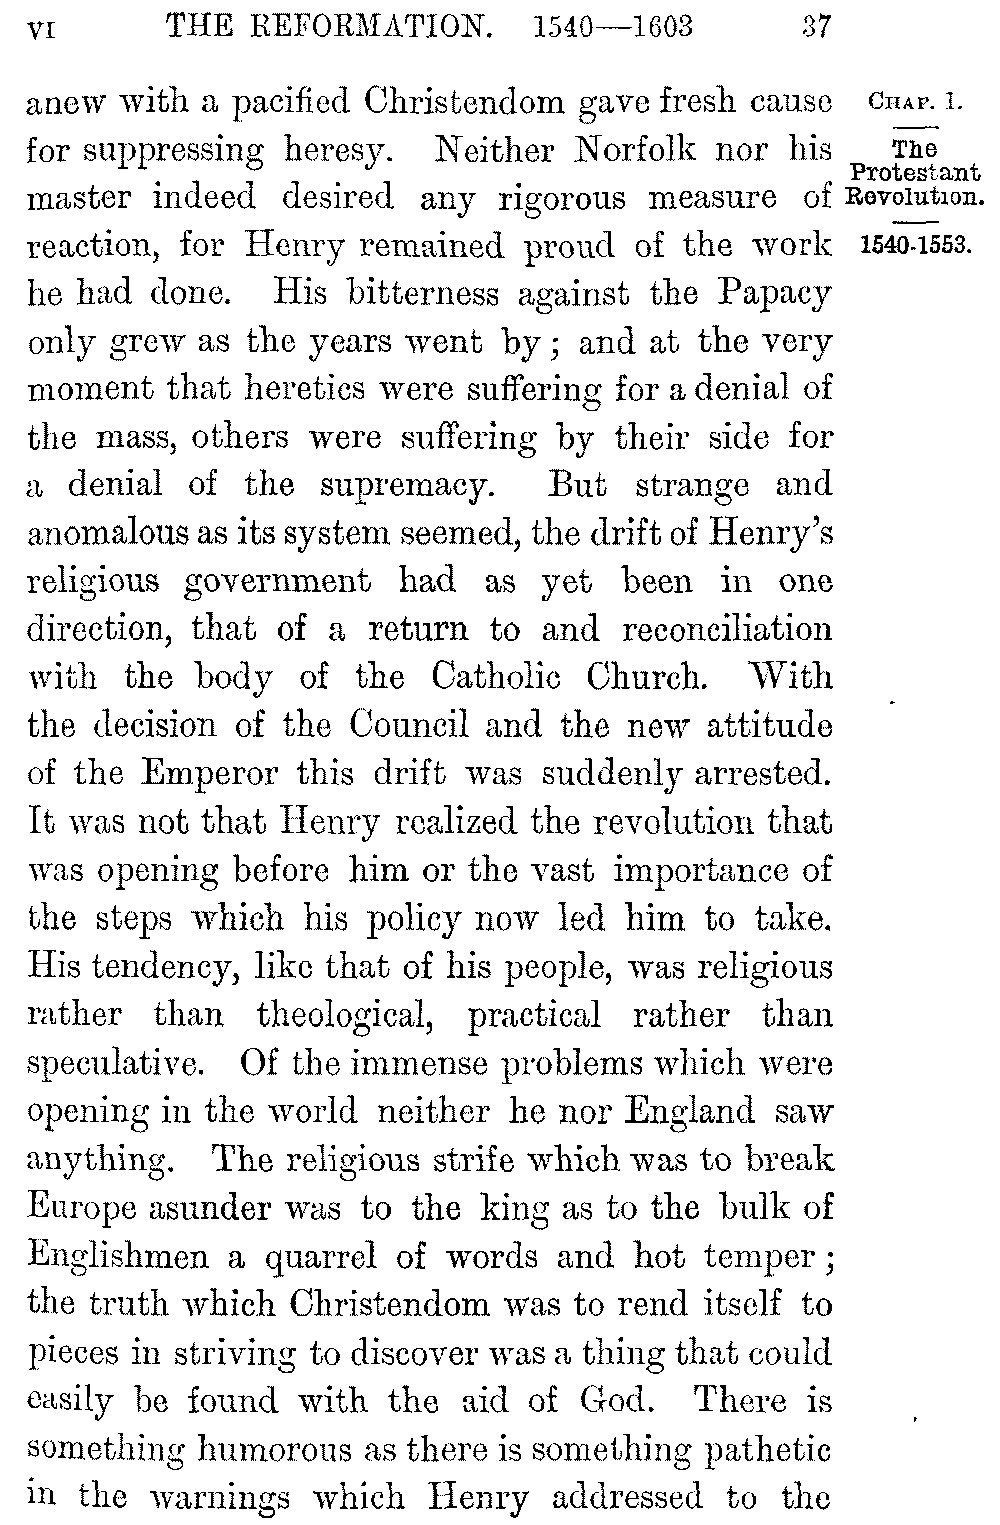 VI THE REFORMATION. 1540—1603 37
anew with a pacified Christendom gave fresh cause
for suppressing heresy. Neither Norfolk nor his
master indeed desired any rigorous measure of
reaction, for Henry remained proud of the work
he had done. His bitterness against the Papacy
only grew as the years went by; and at the very
moment that heretics were suffering for a denial of
the mass, others were suffering by their side for
a denial of the supremacy. But strange and
anomalous as its system seemed, the drift of Henry's
religious government had as yet been in one
direction, that of a return to and reconciliation
with the body of the Catholic Church. With
the decision of the Council and the new attitude
of the Emperor this drift was suddenly arrested.
It was not that Henry realized the revolution that
was opening before him or the vast importance of
the steps which his policy now led him to take.
His tendency, like that of his people, was religious
rather than theological, practical rather than
speculative. Of the immense problems which were
opening in the world neither he nor England saw
anything. The religious strife which was to break
Europe asunder was to the king as to the bulk of
Englishmen a quarrel of words and hot temper;
the truth which Christendom was to rend itself to
pieces in striving to discover was a thing that could
easily be found with the aid of God. There is
something humorous as there is something pathetic
in the warnings which Henry addressed to the
CHAP. 1.
The
Protestant
Revolution.
1540-1553.